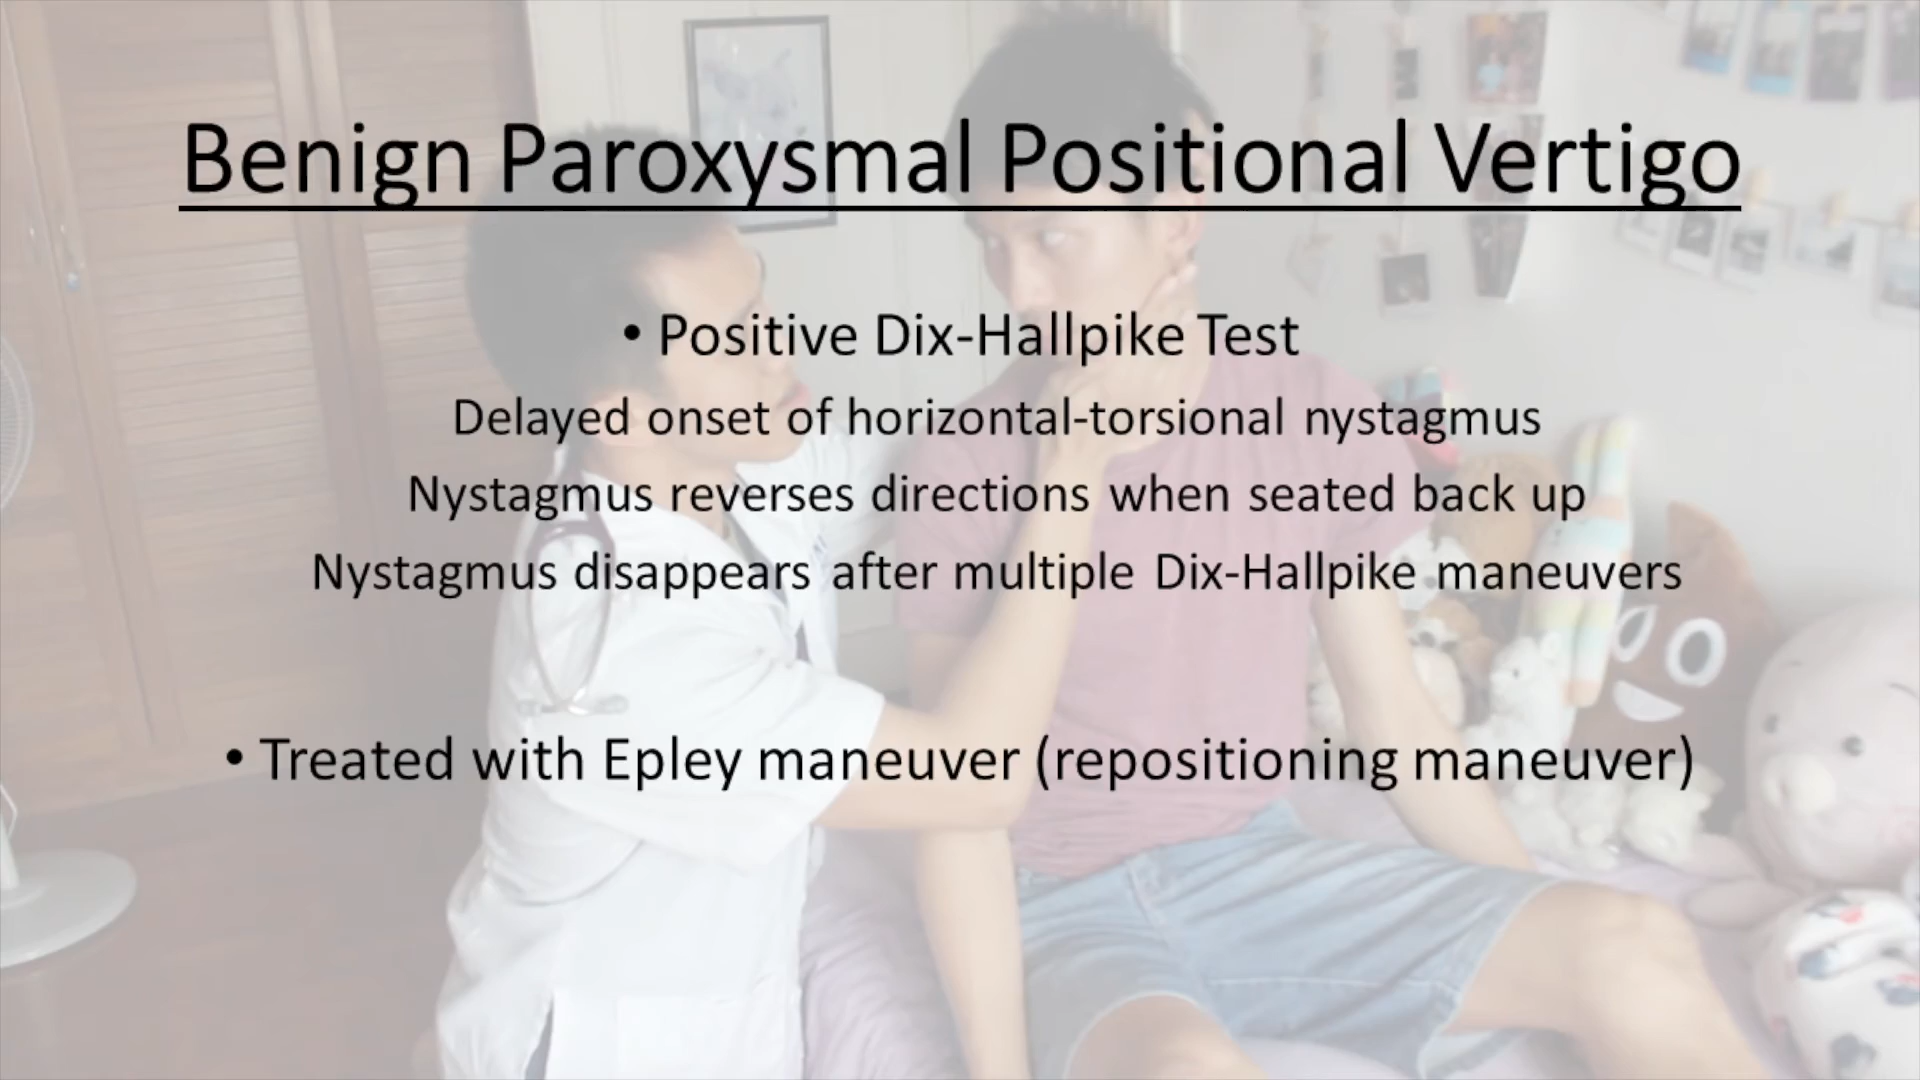 Benign Paroxysmal Positional Vertigo
• Positive Dix-Hallpike Test
Delayed onset of horizontal-torsional nystagmus
Nystagmus reverses directions when seated back up
Nystagmus disappears after multiple Dix-Hallpike maneuvers
• Treated with Epley maneuver (repositioning maneuver)